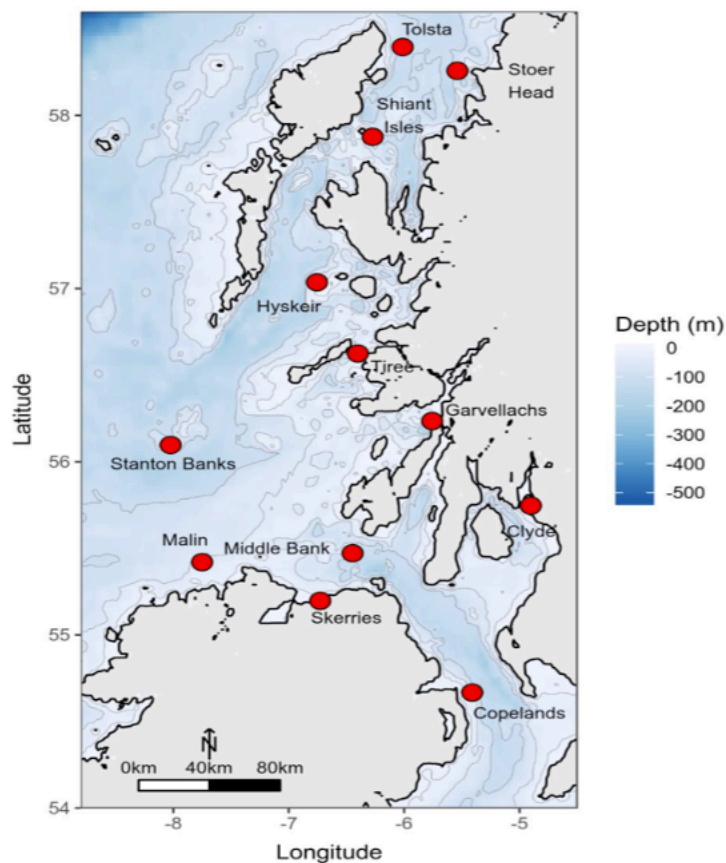 Tolsta
Stoer
Head
Shiant
Isles
58
Hyskeir
57
Tiree
Garvellachs
Stanton Banks
56
Clyde
Malin
Middle Bank
Skerries
55
Copelands
N
0km 40km 80km
54
-8 -7 -6 -5
Longitude
Latitude
Depth (m)
0
-100
-200
-300
-400
-500